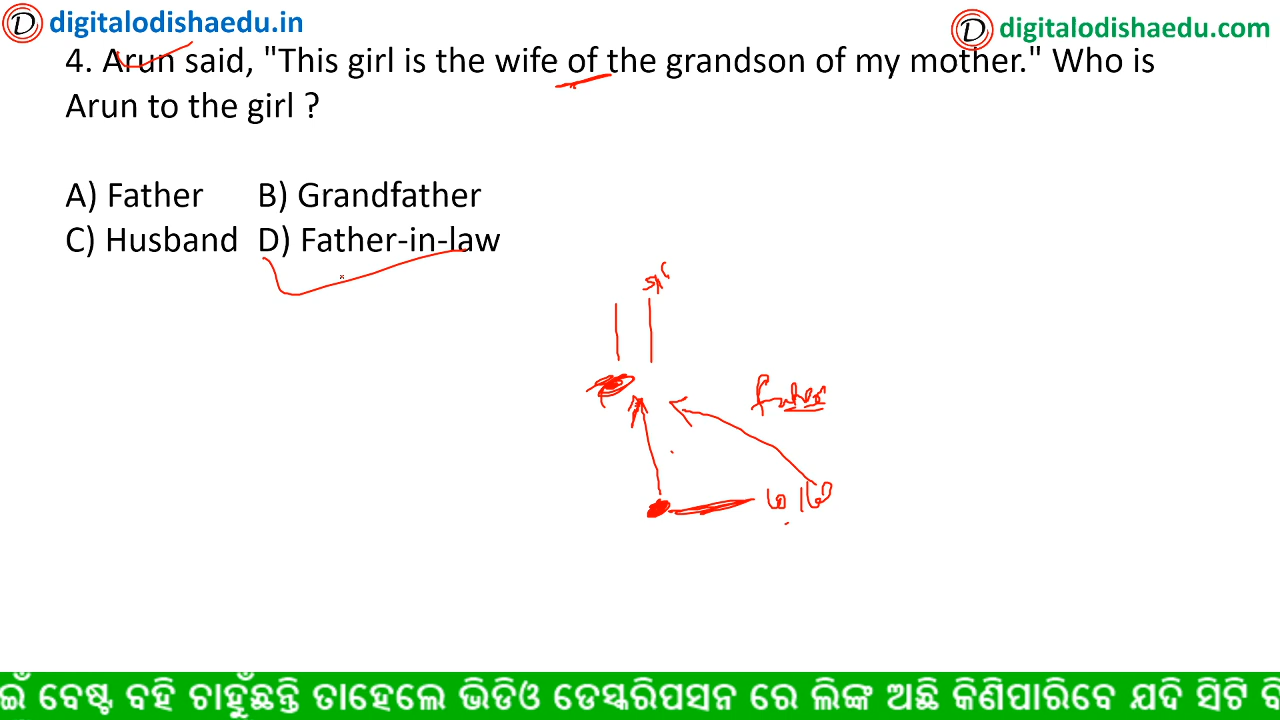 digitalodishaedu.in
digitalodishaedu.com
4. Arun said, "This girl is the wife of the grandson of my mother." Who is
Arun to the girl ?
A) Father B) Grandfather
C) Husband D) Father-in-law
ବେଷ୍ଟ ବହି ଚାହୁଁଛନ୍ତି ତାହେଲେ ଭିଡିଓ ଡେସ୍କରିପସନ ରେ ଲିଙ୍କ ଅଛି କିଣିପାରିବେ ଯଦି ସିଟି